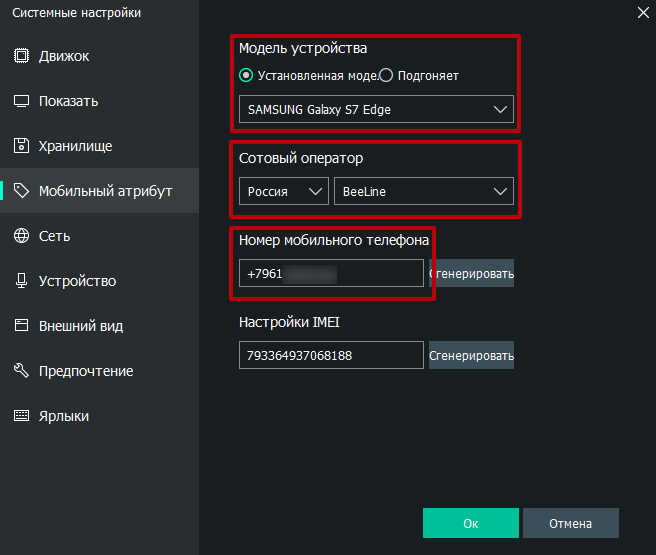 Системные настройки
Движок
Показать
Хранилище
Мобильный атрибут
Сеть
Устройство
Внешний вид
Предпочтение
Ярлыки
Модель устройства
Установленная моде
Подгоняет
SAMSUNG Galaxy S7 Edge
Сотовый оператор
Россия
BeeLine
Номер мобильного телефона
+7961
Сгенерировать
Настройки IMEI
793364937068188
Сгенерировать
Ок
Отмена